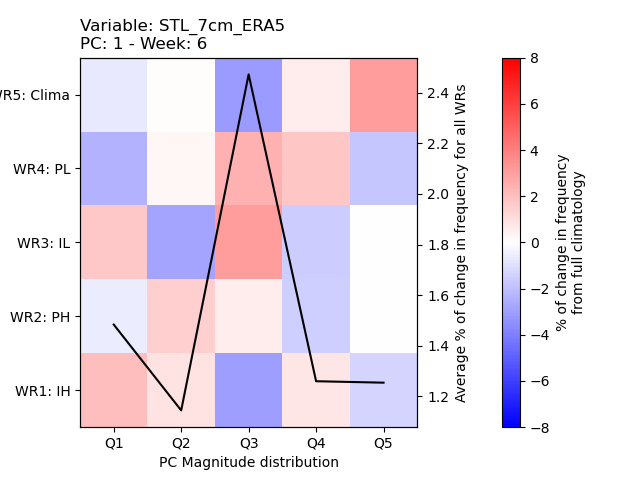 Variable: STL_7cm_ERA5
PC: 1 - Week: 6
WR5: Clima
WR4: PL
WR3: IL
WR2: PH
WR1: IH
Q1 Q2 Q3 Q4 Q5
PC Magnitude distribution
2.4
2.2
2.0
1.8
1.6
1.4
1.2
Average % of change in frequency for all WRs
8
6
4
2
0
−2
−4
−6
−8
% of change in frequency
from full climatology